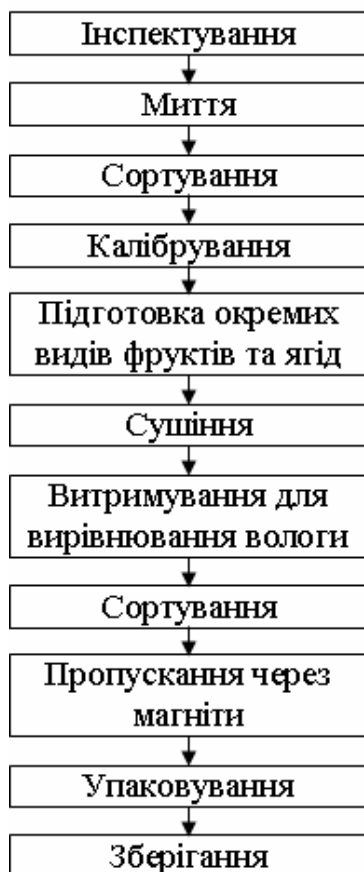 Інспектування
Миття
Сортування
Калібрування
Підготовка окремих
видів фруктів та ягід
Сушіння
Витримування для
вирівнювання вологи
Сортування
Пропускання через
магніти
Упаковування
Зберігання